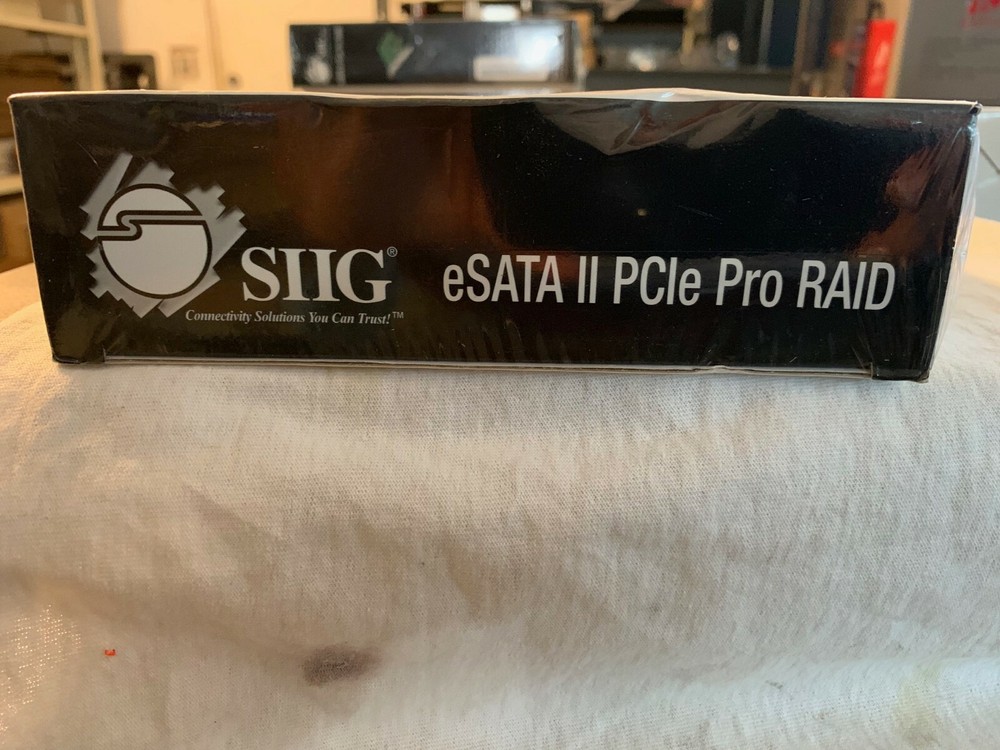 SIIG®
Connectivity Solutions You Can Trust!™
eSATA II PCIe Pro RAID